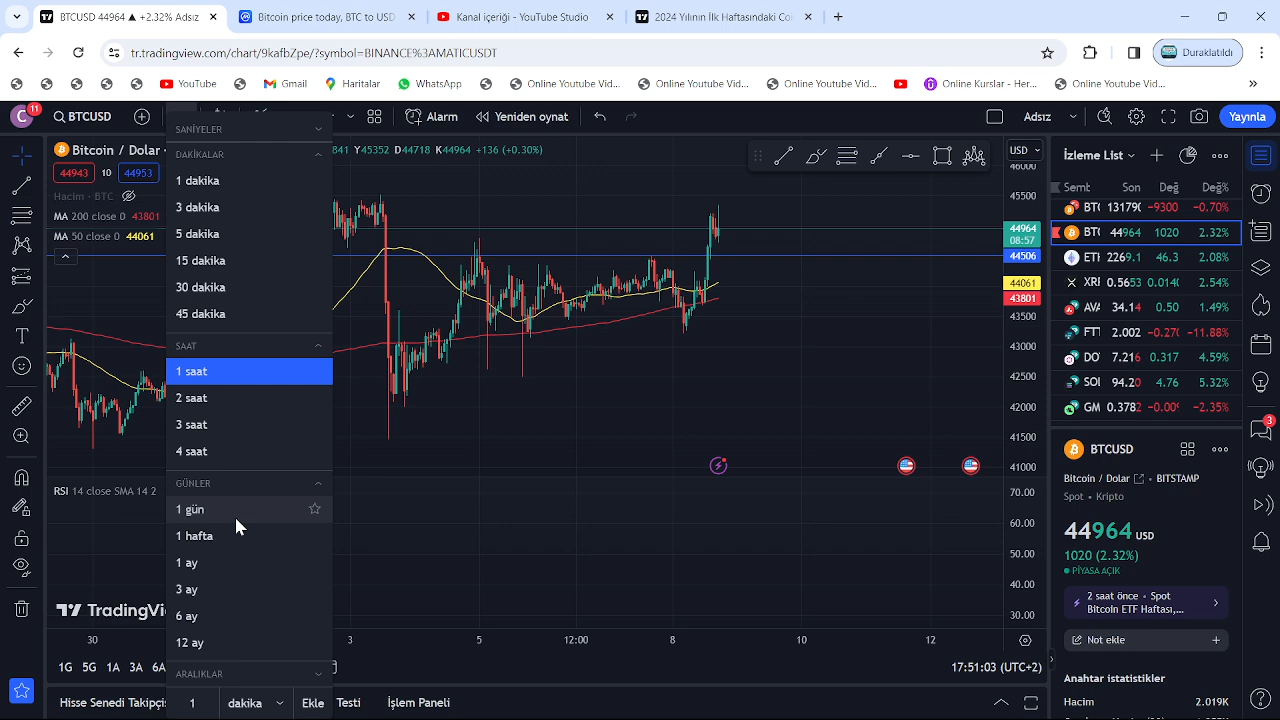 BTCUSD 44964 ▲ +2.32% Adsız
Bitcoin price today, BTC to USD
Kanal içeriği - YouTube Studio
2024 Yılının İlk Hedefi! Bitcoin Co
tr.tradingview.com/chart/9kafbZpe/?symbol=BINANCE%3AMATICUSDT
Duraklatıldı
YouTube
Gmail
Haritalar
WhatsApp
Online Youtube Vid...
Online Youtube Vid...
Online Youtube Vid...
Online Kurslar - Her...
Online Youtube Vid...
C
11
BTCUSD
Alarm
Yeniden oynat
Adsız
Yayınla
Bitcoin / Dolar
841 Y45352 D44718 K44964 +136 (+0.30%)
44943
10
44953
Hacim - BTC
MA 200 close 0 43801
MA 50 close 0 44061
SANİYELER
DAKİKALAR
1 dakika
3 dakika
5 dakika
15 dakika
30 dakika
45 dakika
SAAT
1 saat
2 saat
3 saat
4 saat
GÜNLER
1 gün
1 hafta
1 ay
3 ay
6 ay
12 ay
ARALIKLAR
1
dakika
Ekle
RSI 14 close SMA 14 2
TradingVie
USD
46000
45500
44964
08:57
44506
44061
43801
43500
43000
42500
42000
41500
41000
70.00
60.00
50.00
40.00
30.00
30
3
5
12:00
8
10
12
1G 5G 1A 3A 6A
17:51:03 (UTC+2)
Hisse Senedi Takipçis
Testi
İşlem Paneli
İzleme List
Semb Son Değ Değ%
BTC 131790 −9300 −0.70%
BTC 44964 1020 2.32%
ETH 2269.1 46.3 2.08%
XRI 0.5653 0.0140 2.54%
AVA 34.14 0.50 1.49%
FTT 2.002 −0.270 −11.88%
DO 7.216 0.317 4.59%
SOI 94.20 4.76 5.32%
GM 0.3782 −0.009 −2.35%
BTCUSD
Bitcoin / Dolar • BITSTAMP
Spot • Kripto
44964 USD
1020 (2.32%)
PİYASA AÇIK
2 saat önce • Spot
Bitcoin ETF Haftası,...
Not ekle
Anahtar istatistikler
Hacim 2.019K
3